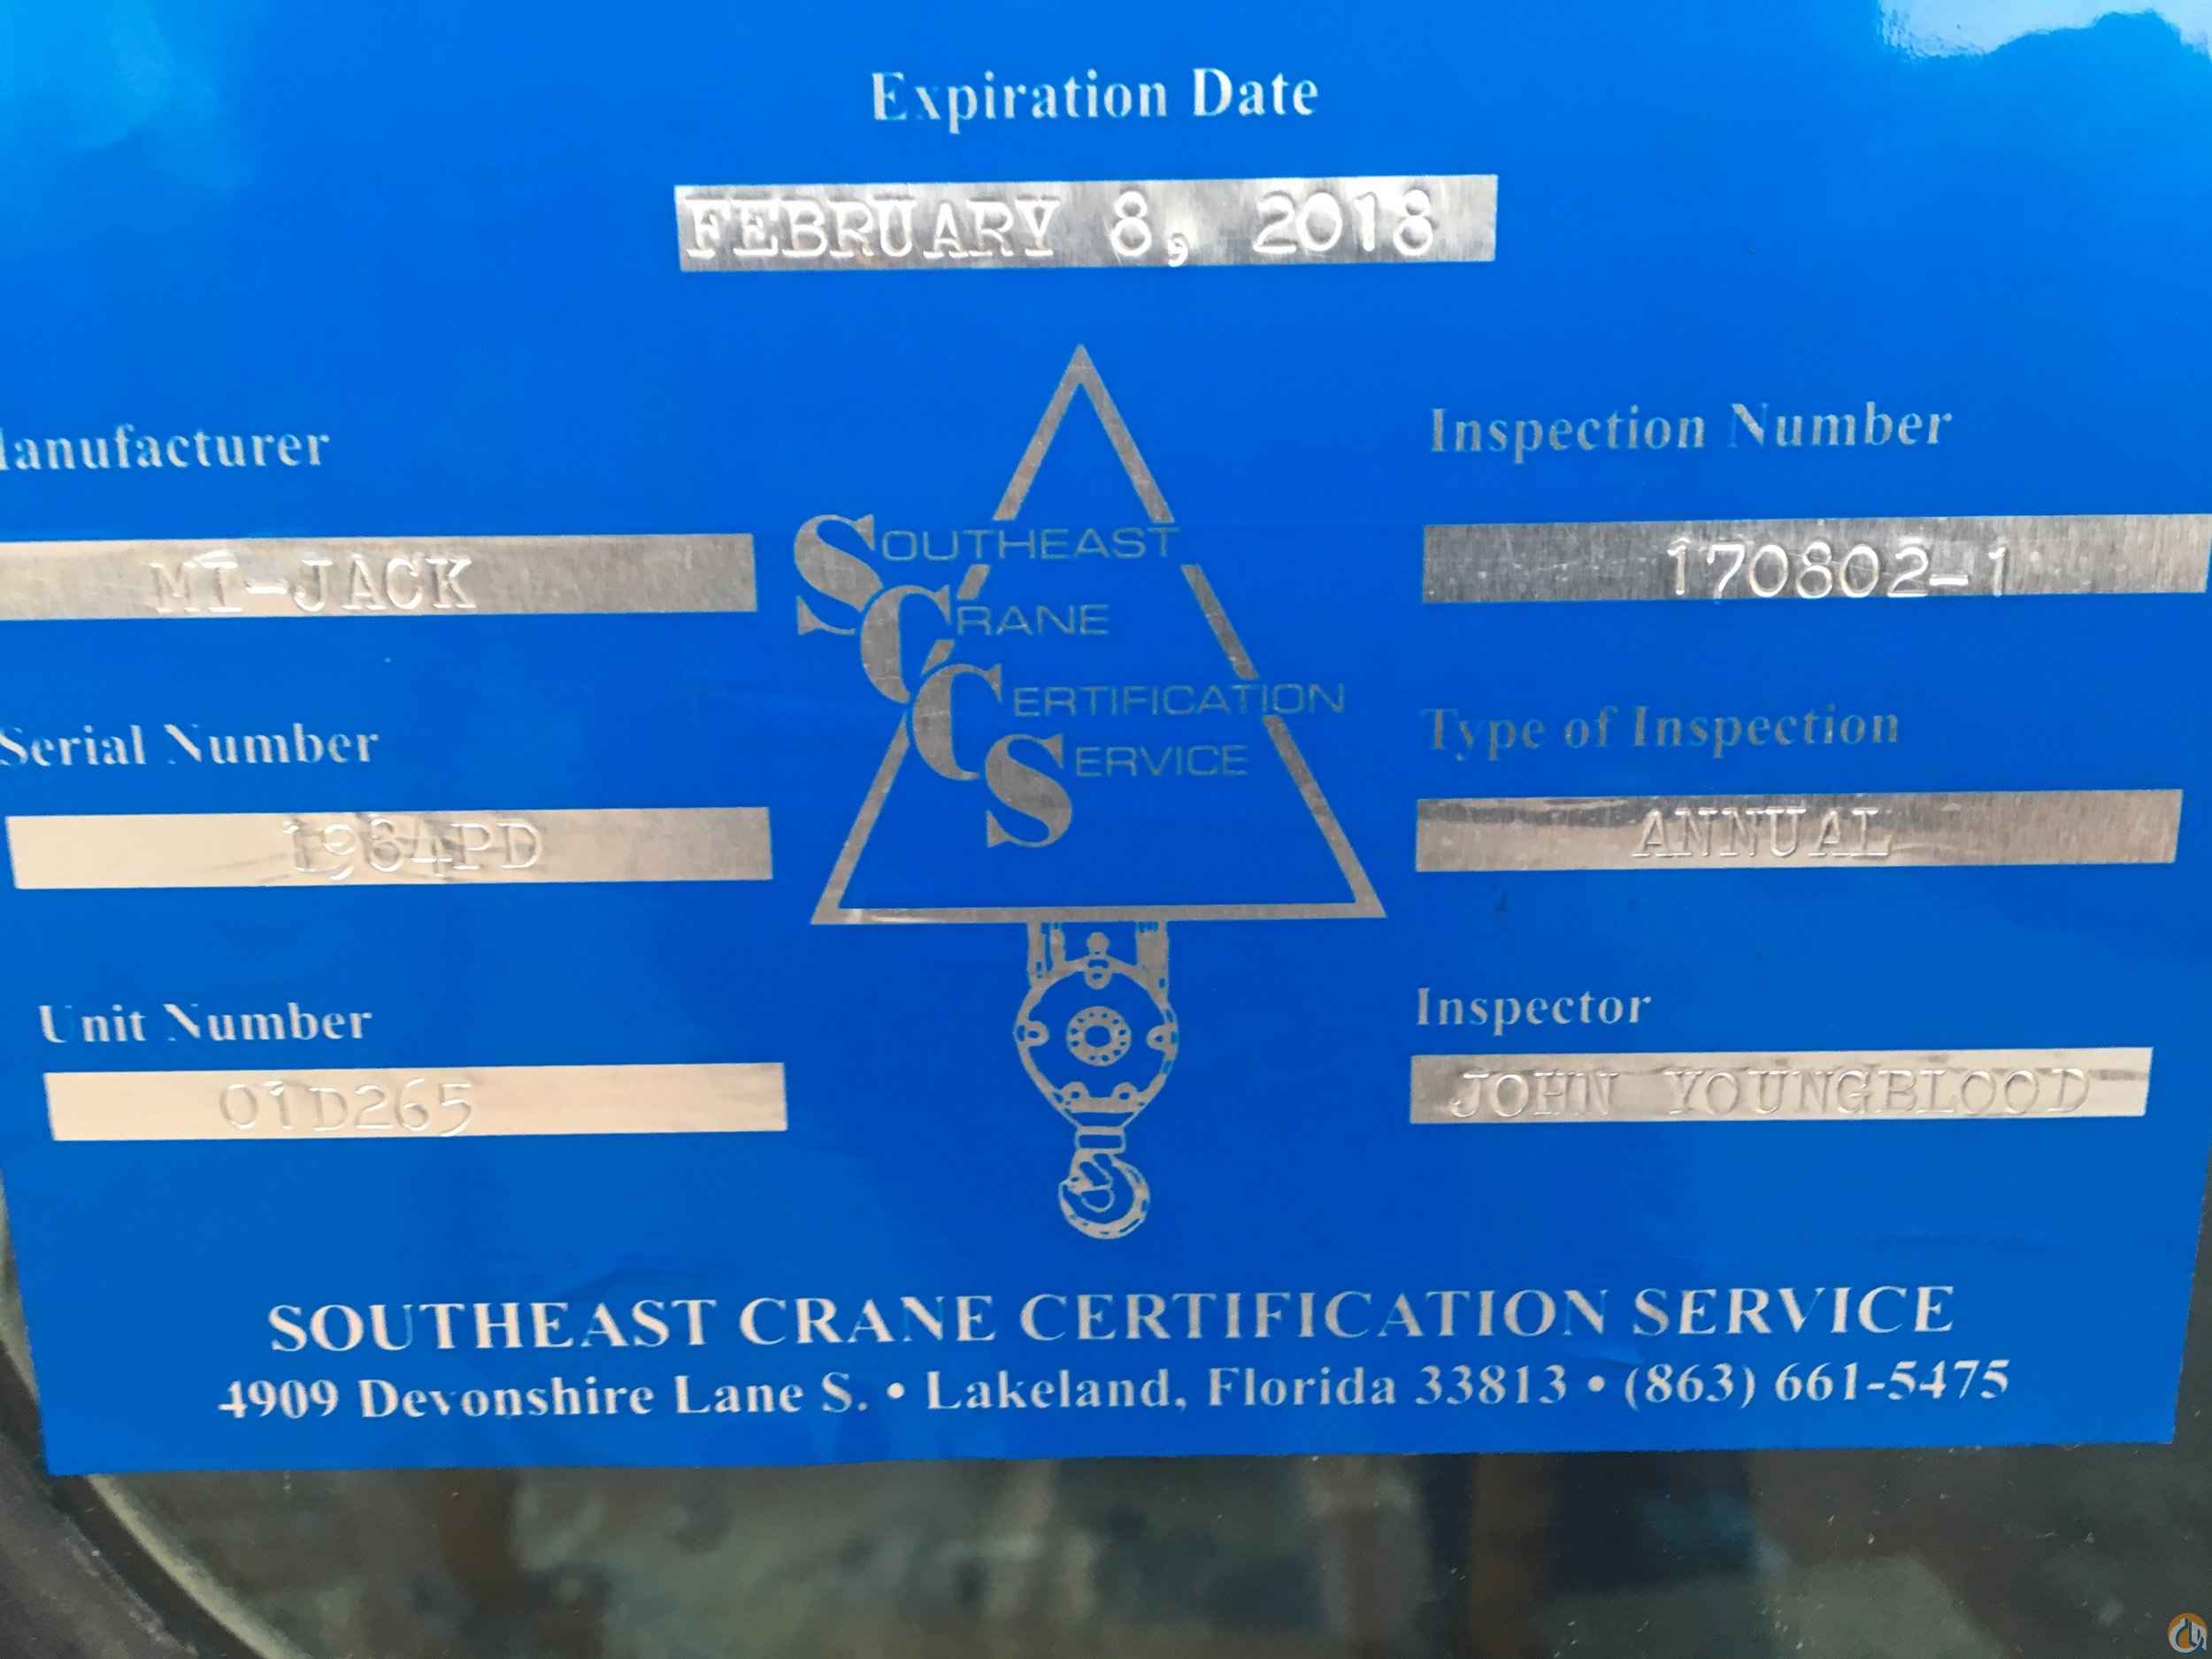 Expiration Date
FEBRUARY 8, 2018
Manufacturer
MI-JACK
Inspection Number
170802-1
SOUTHEAST
CRANE
CERTIFICATION
SERVICE
Serial Number
Type of Inspection
ANNUAL
Unit Number
01D265
Inspector
JOHN YOUNGBLOOD
SOUTHEAST CRANE CERTIFICATION SERVICE
4909 Devonshire Lane S. • Lakeland, Florida 33813 • (863) 661-5475